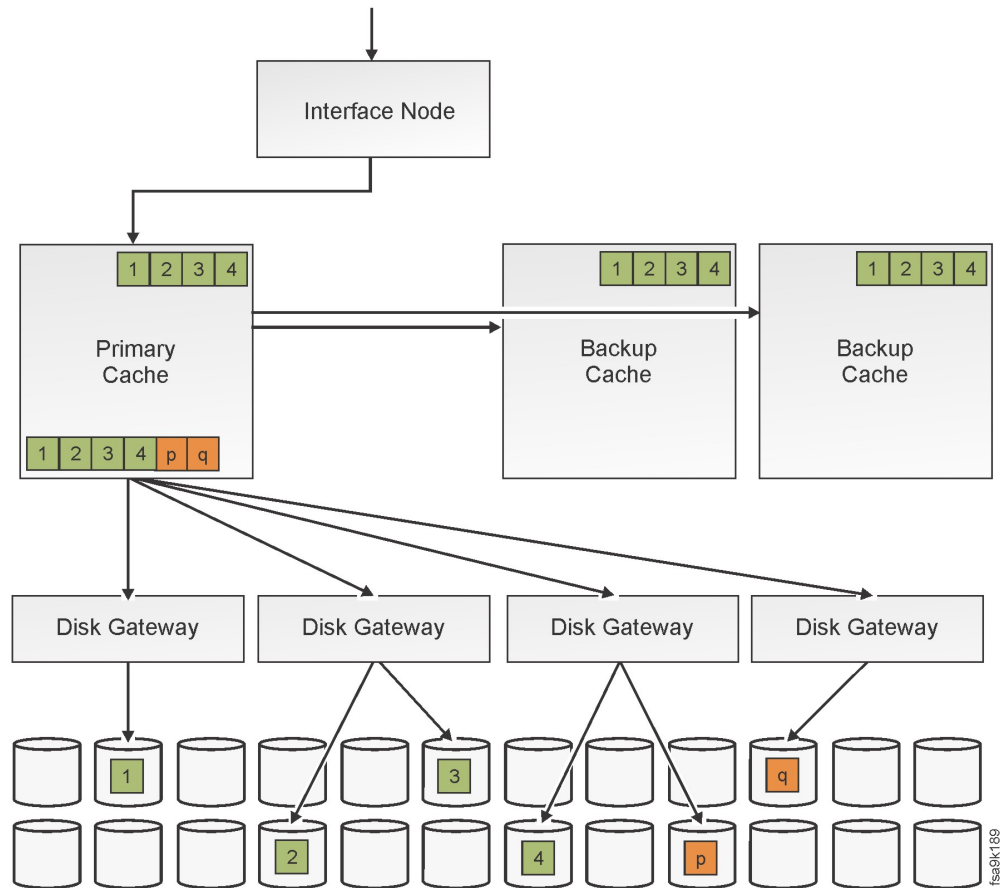 Interface Node
1 2 3 4
1 2 3 4
1 2 3 4
Primary
Cache
Backup
Cache
Backup
Cache
1 2 3 4 p q
Disk Gateway
Disk Gateway
Disk Gateway
Disk Gateway
1
3
q
2
4
p
fsa9k189